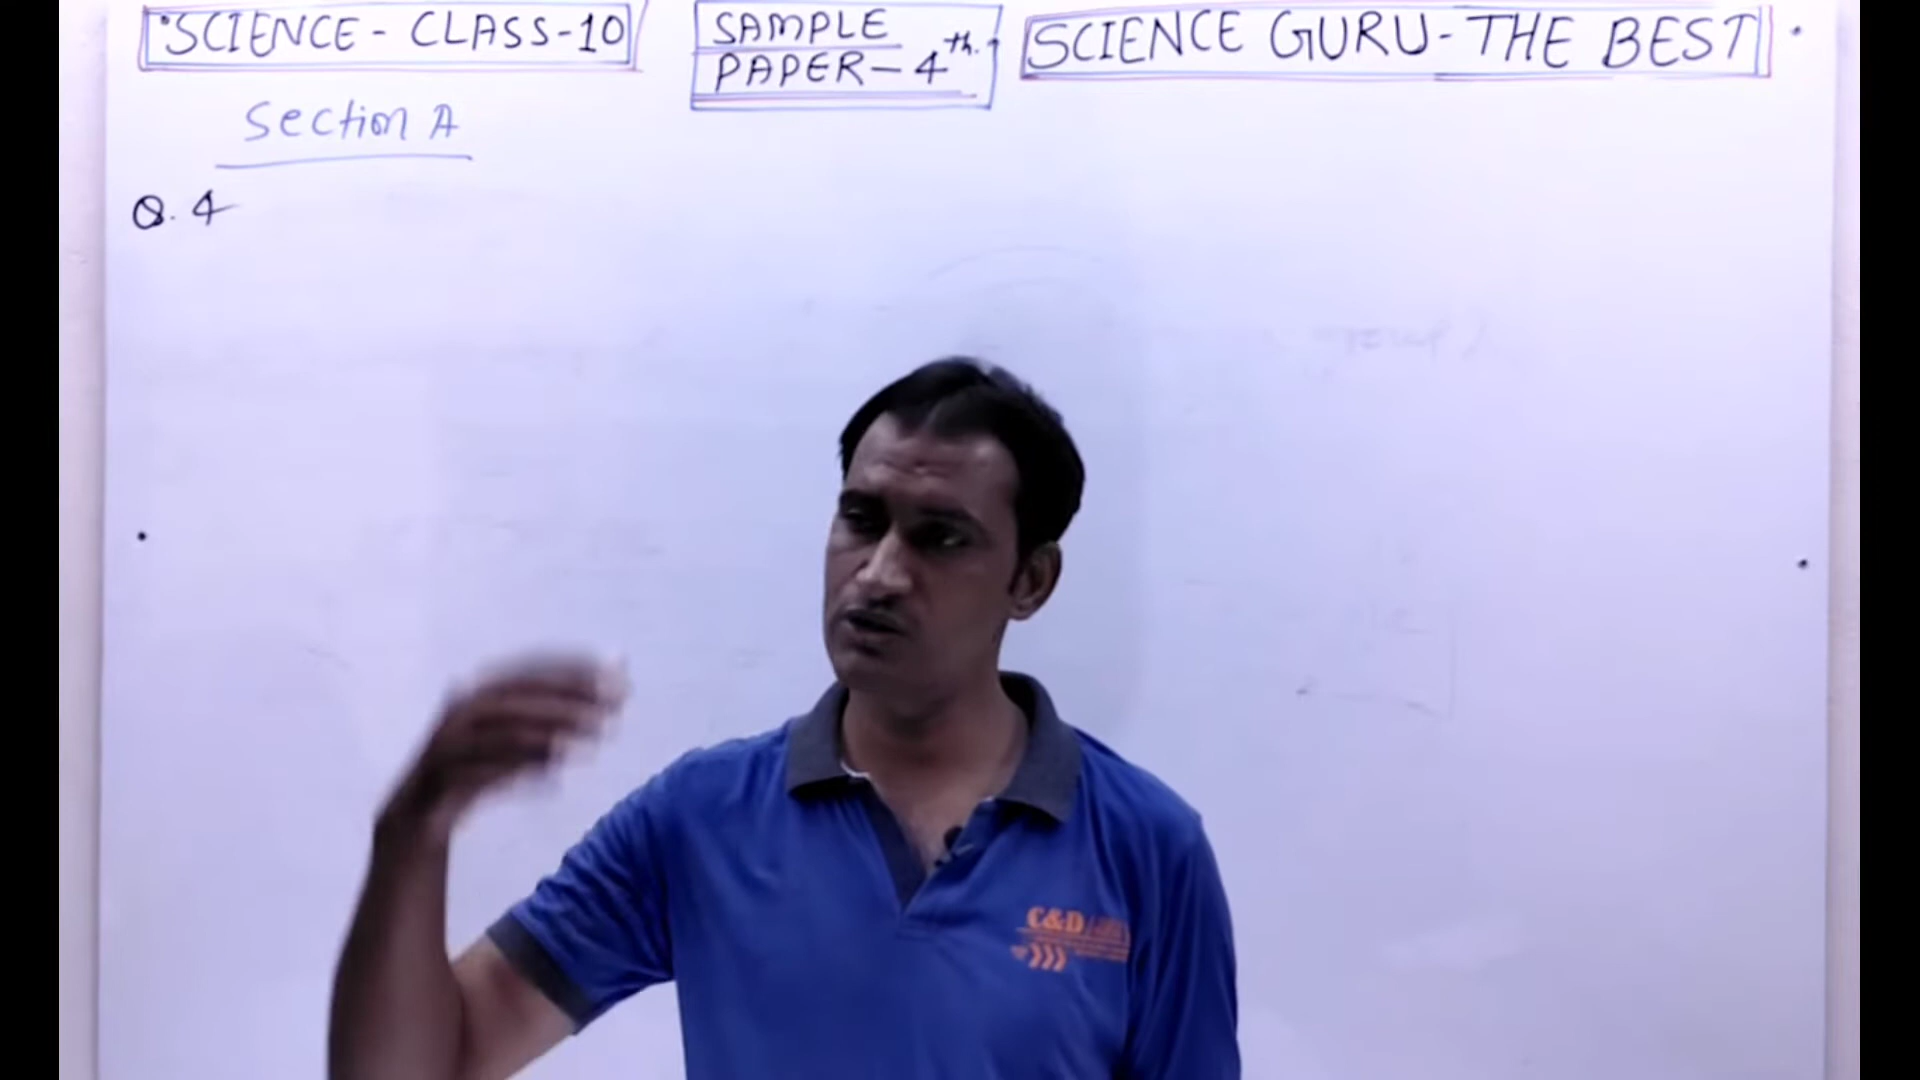 SCIENCE - CLASS-10
SAMPLE
PAPER - 4th.
SCIENCE GURU - THE BEST
Section A
Q. 4
C&D